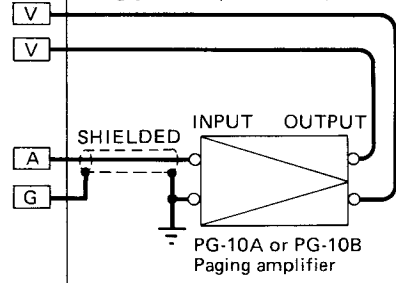 V
V
INPUT OUTPUT
SHIELDED
A
G
PG-10A or PG-10B
Paging amplifier